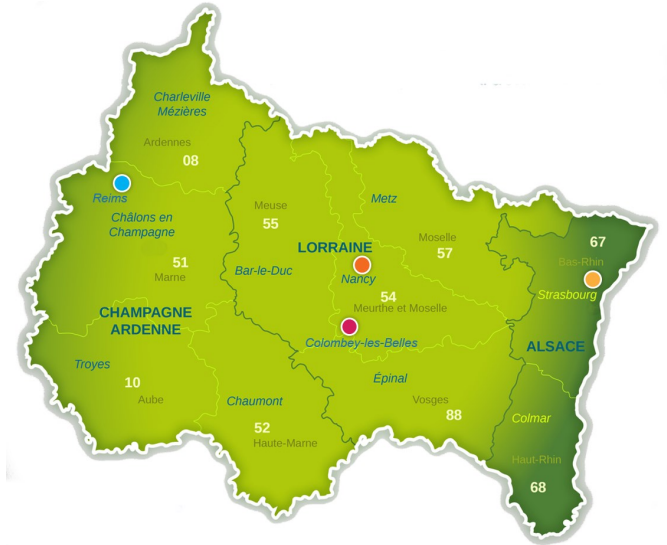 Charleville
Mézières
Ardennes
08
Reims
Châlons en
Champagne
51
Marne
CHAMPAGNE
ARDENNE
Troyes
10
Aube
Chaumont
52
Haute-Marne
Meuse
55
Bar-le-Duc
LORRAINE
Metz
Moselle
57
Nancy
54
Meurthe et Moselle
Colombey-les-Belles
Épinal
Vosges
88
67
Bas-Rhin
Strasbourg
ALSACE
Colmar
Haut-Rhin
68